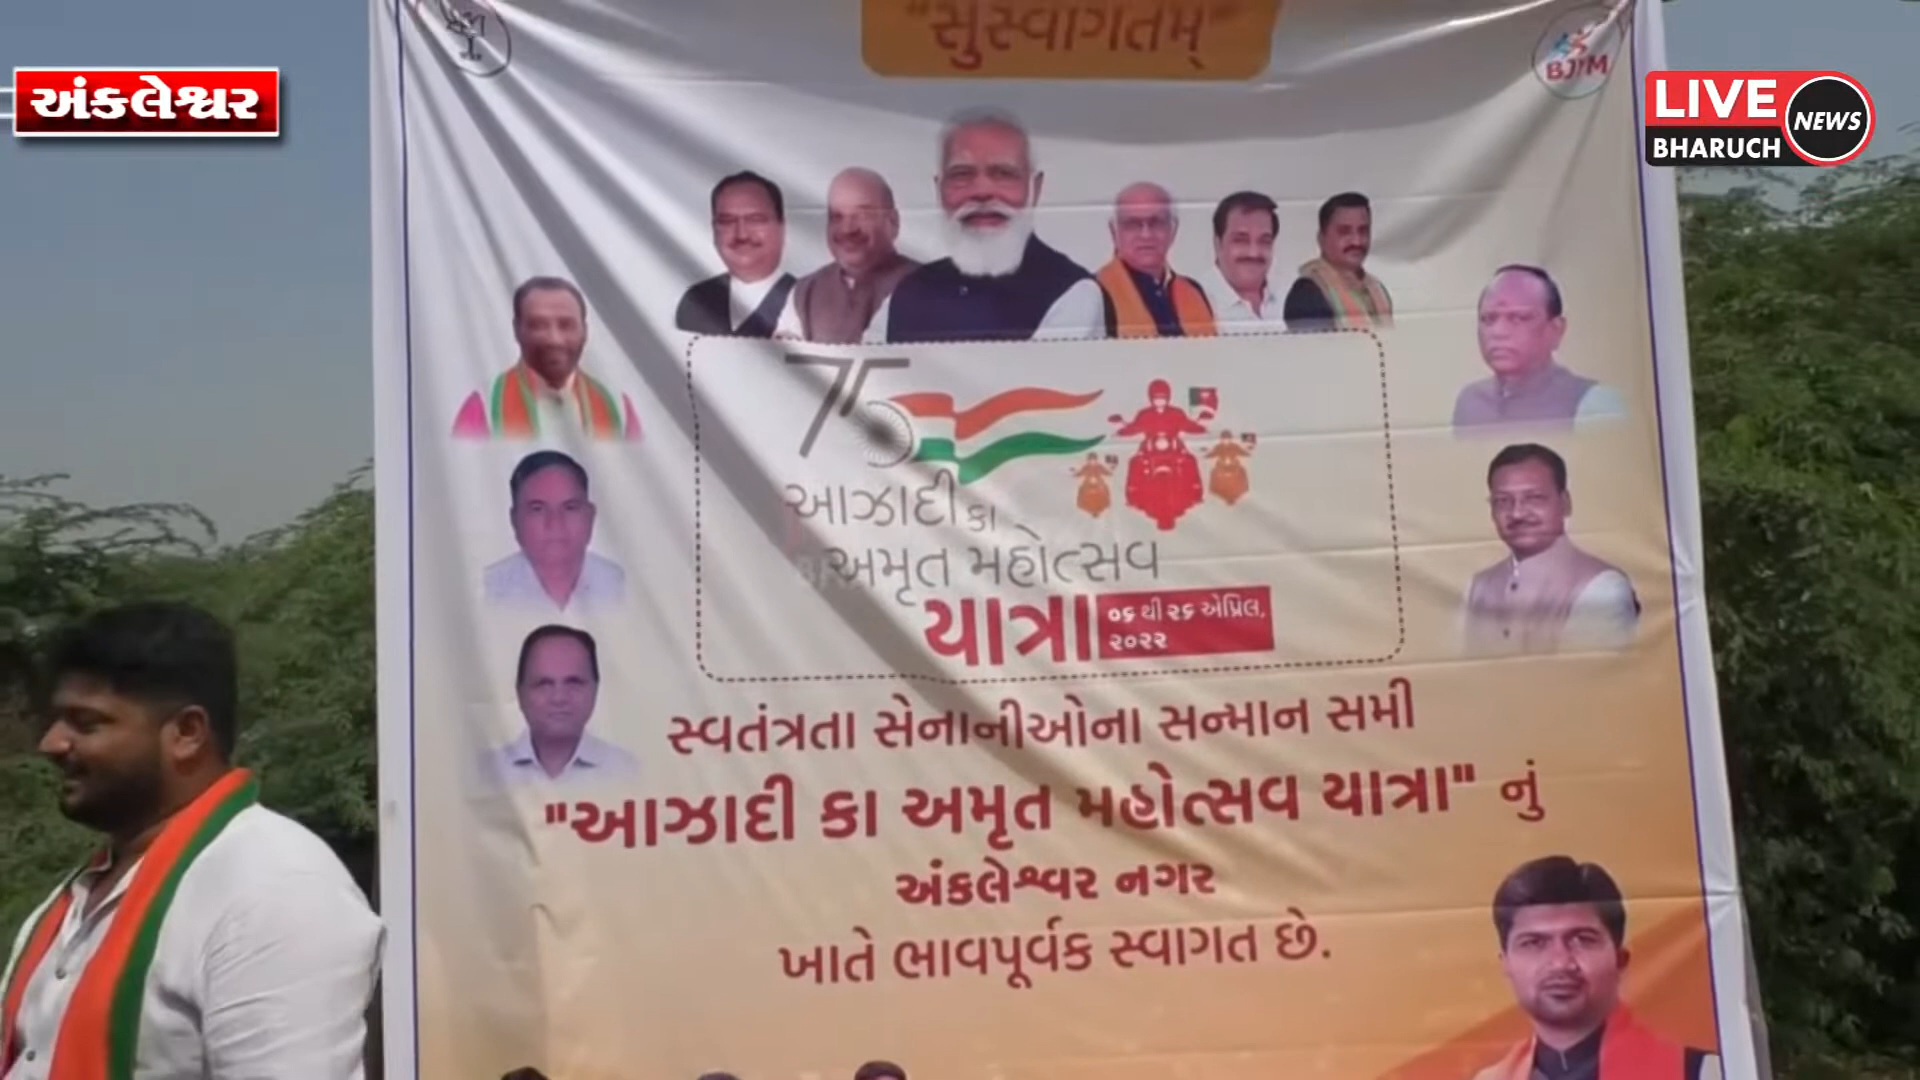 "સુસ્વાગતમ્"
BJYM
અંકલેશ્વર
LIVE
BHARUCH
NEWS
75
આઝાદી કા
અમૃત મહોત્સવ
યાત્રા
૦૬ થી ૨૬ એપ્રિલ,
૨૦૨૨
સ્વતંત્રતા સેનાનીઓના સન્માન સમી
"આઝાદી કા અમૃત મહોત્સવ યાત્રા" નું
અંકલેશ્વર નગર
ખાતે ભાવપૂર્વક સ્વાગત છે.